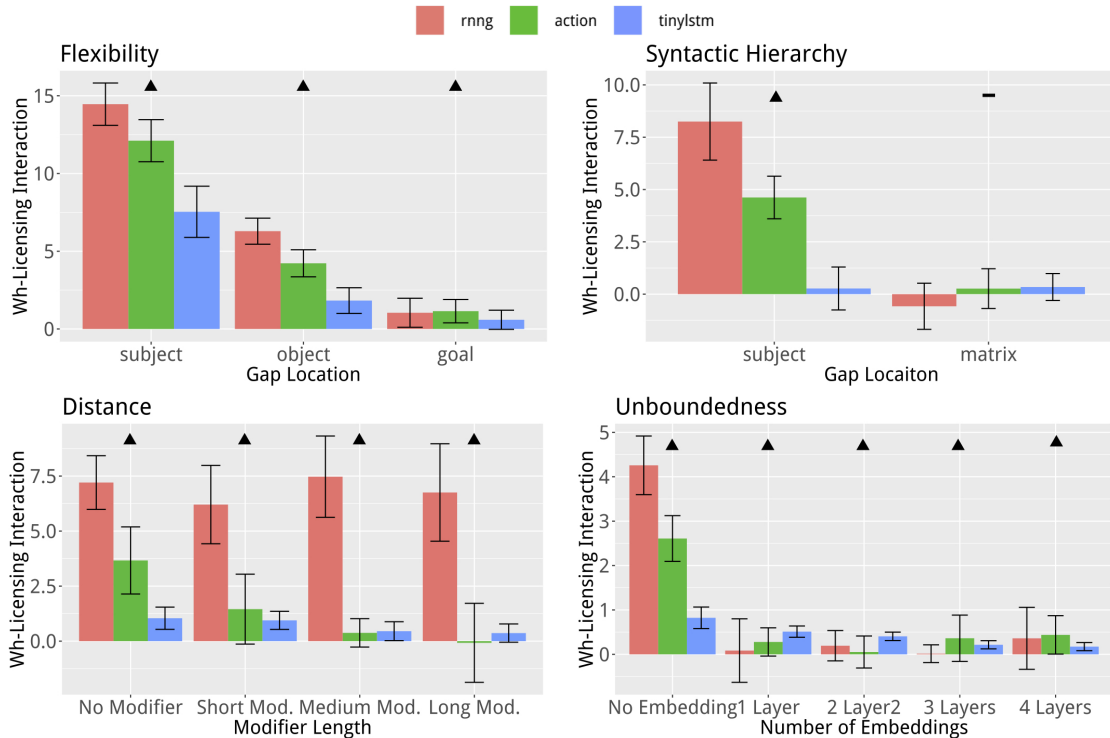 rnng action tinylstm
Flexibility
Wh-Licensing Interaction
15
10
5
0
subject object goal
Gap Location
Syntactic Hierarchy
Wh-Licensing Interaction
10.0
7.5
5.0
2.5
0.0
subject matrix
Gap Locaiton
Distance
Wh-Licensing Interaction
7.5
5.0
2.5
0.0
No Modifier Short Mod. Medium Mod. Long Mod.
Modifier Length
Unboundedness
Wh-Licensing Interaction
5
4
3
2
1
0
No Embedding 1 Layer 2 Layer2 3 Layers 4 Layers
Number of Embeddings